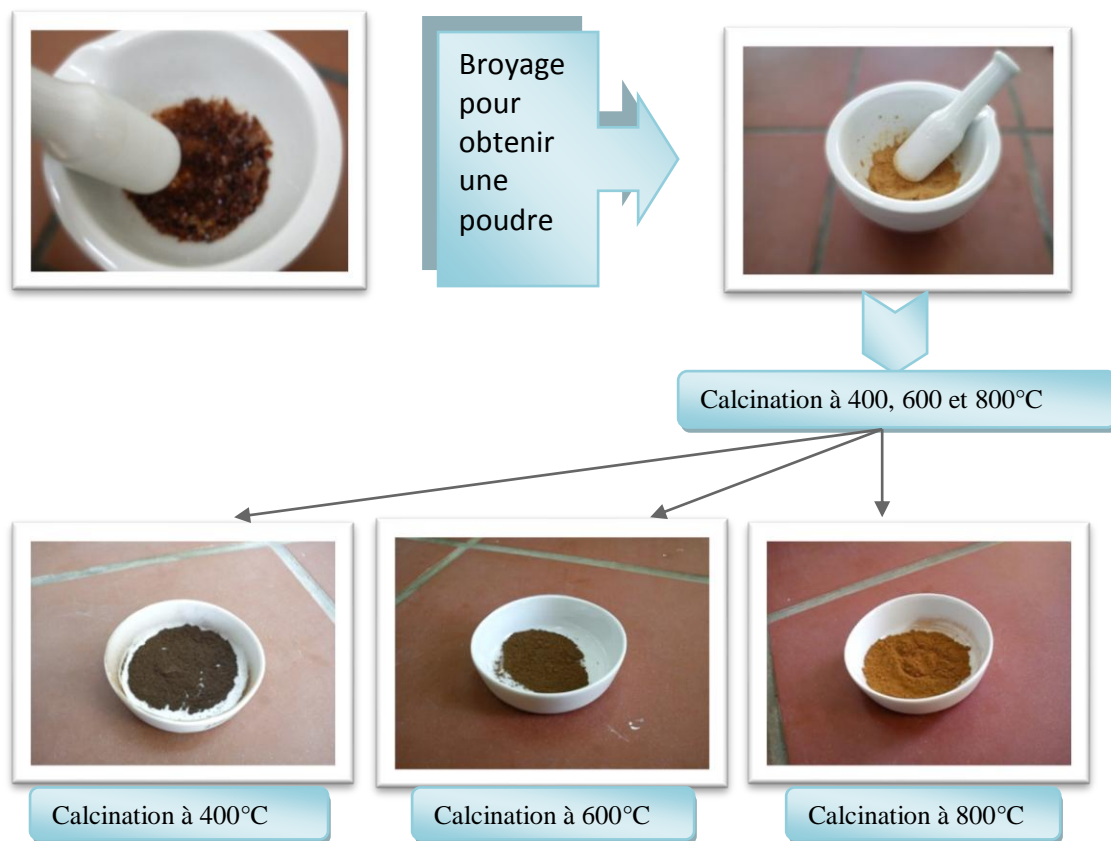 Broyage
pour
obtenir
une
poudre
Calcination à 400, 600 et 800°C
Calcination à 400°C
Calcination à 600°C
Calcination à 800°C